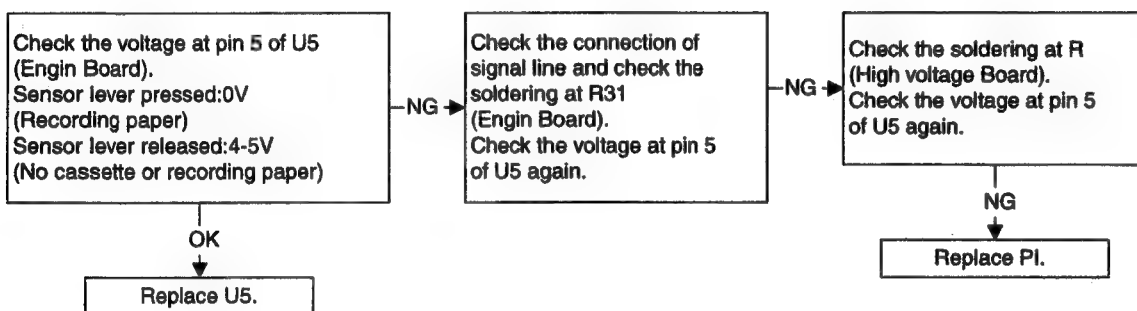 Check the voltage at pin 5 of U5
(Engin Board).
Sensor lever pressed:0V
(Recording paper)
Sensor lever released:4-5V
(No cassette or recording paper)
NG
Check the connection of
signal line and check the
soldering at R31
(Engin Board).
Check the voltage at pin 5
of U5 again.
NG
Check the soldering at R
(High voltage Board).
Check the voltage at pin 5
of U5 again.
OK
Replace U5.
NG
Replace PI.